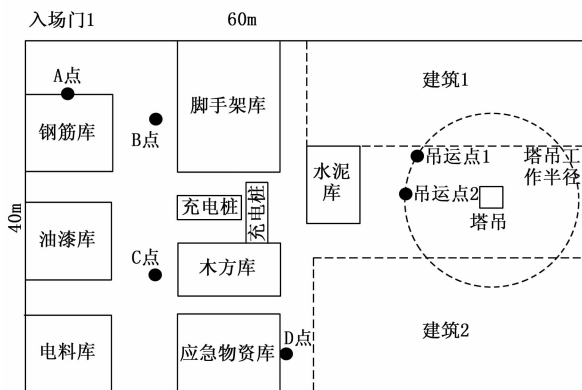 入场门1
60m
A点
钢筋库
B点
脚手架库
建筑1
吊运点1
塔吊工
作半径
吊运点2
塔吊
水泥
库
充电桩
充电桩
40m
油漆库
C点
木方库
电料库
应急物资库
D点
建筑2